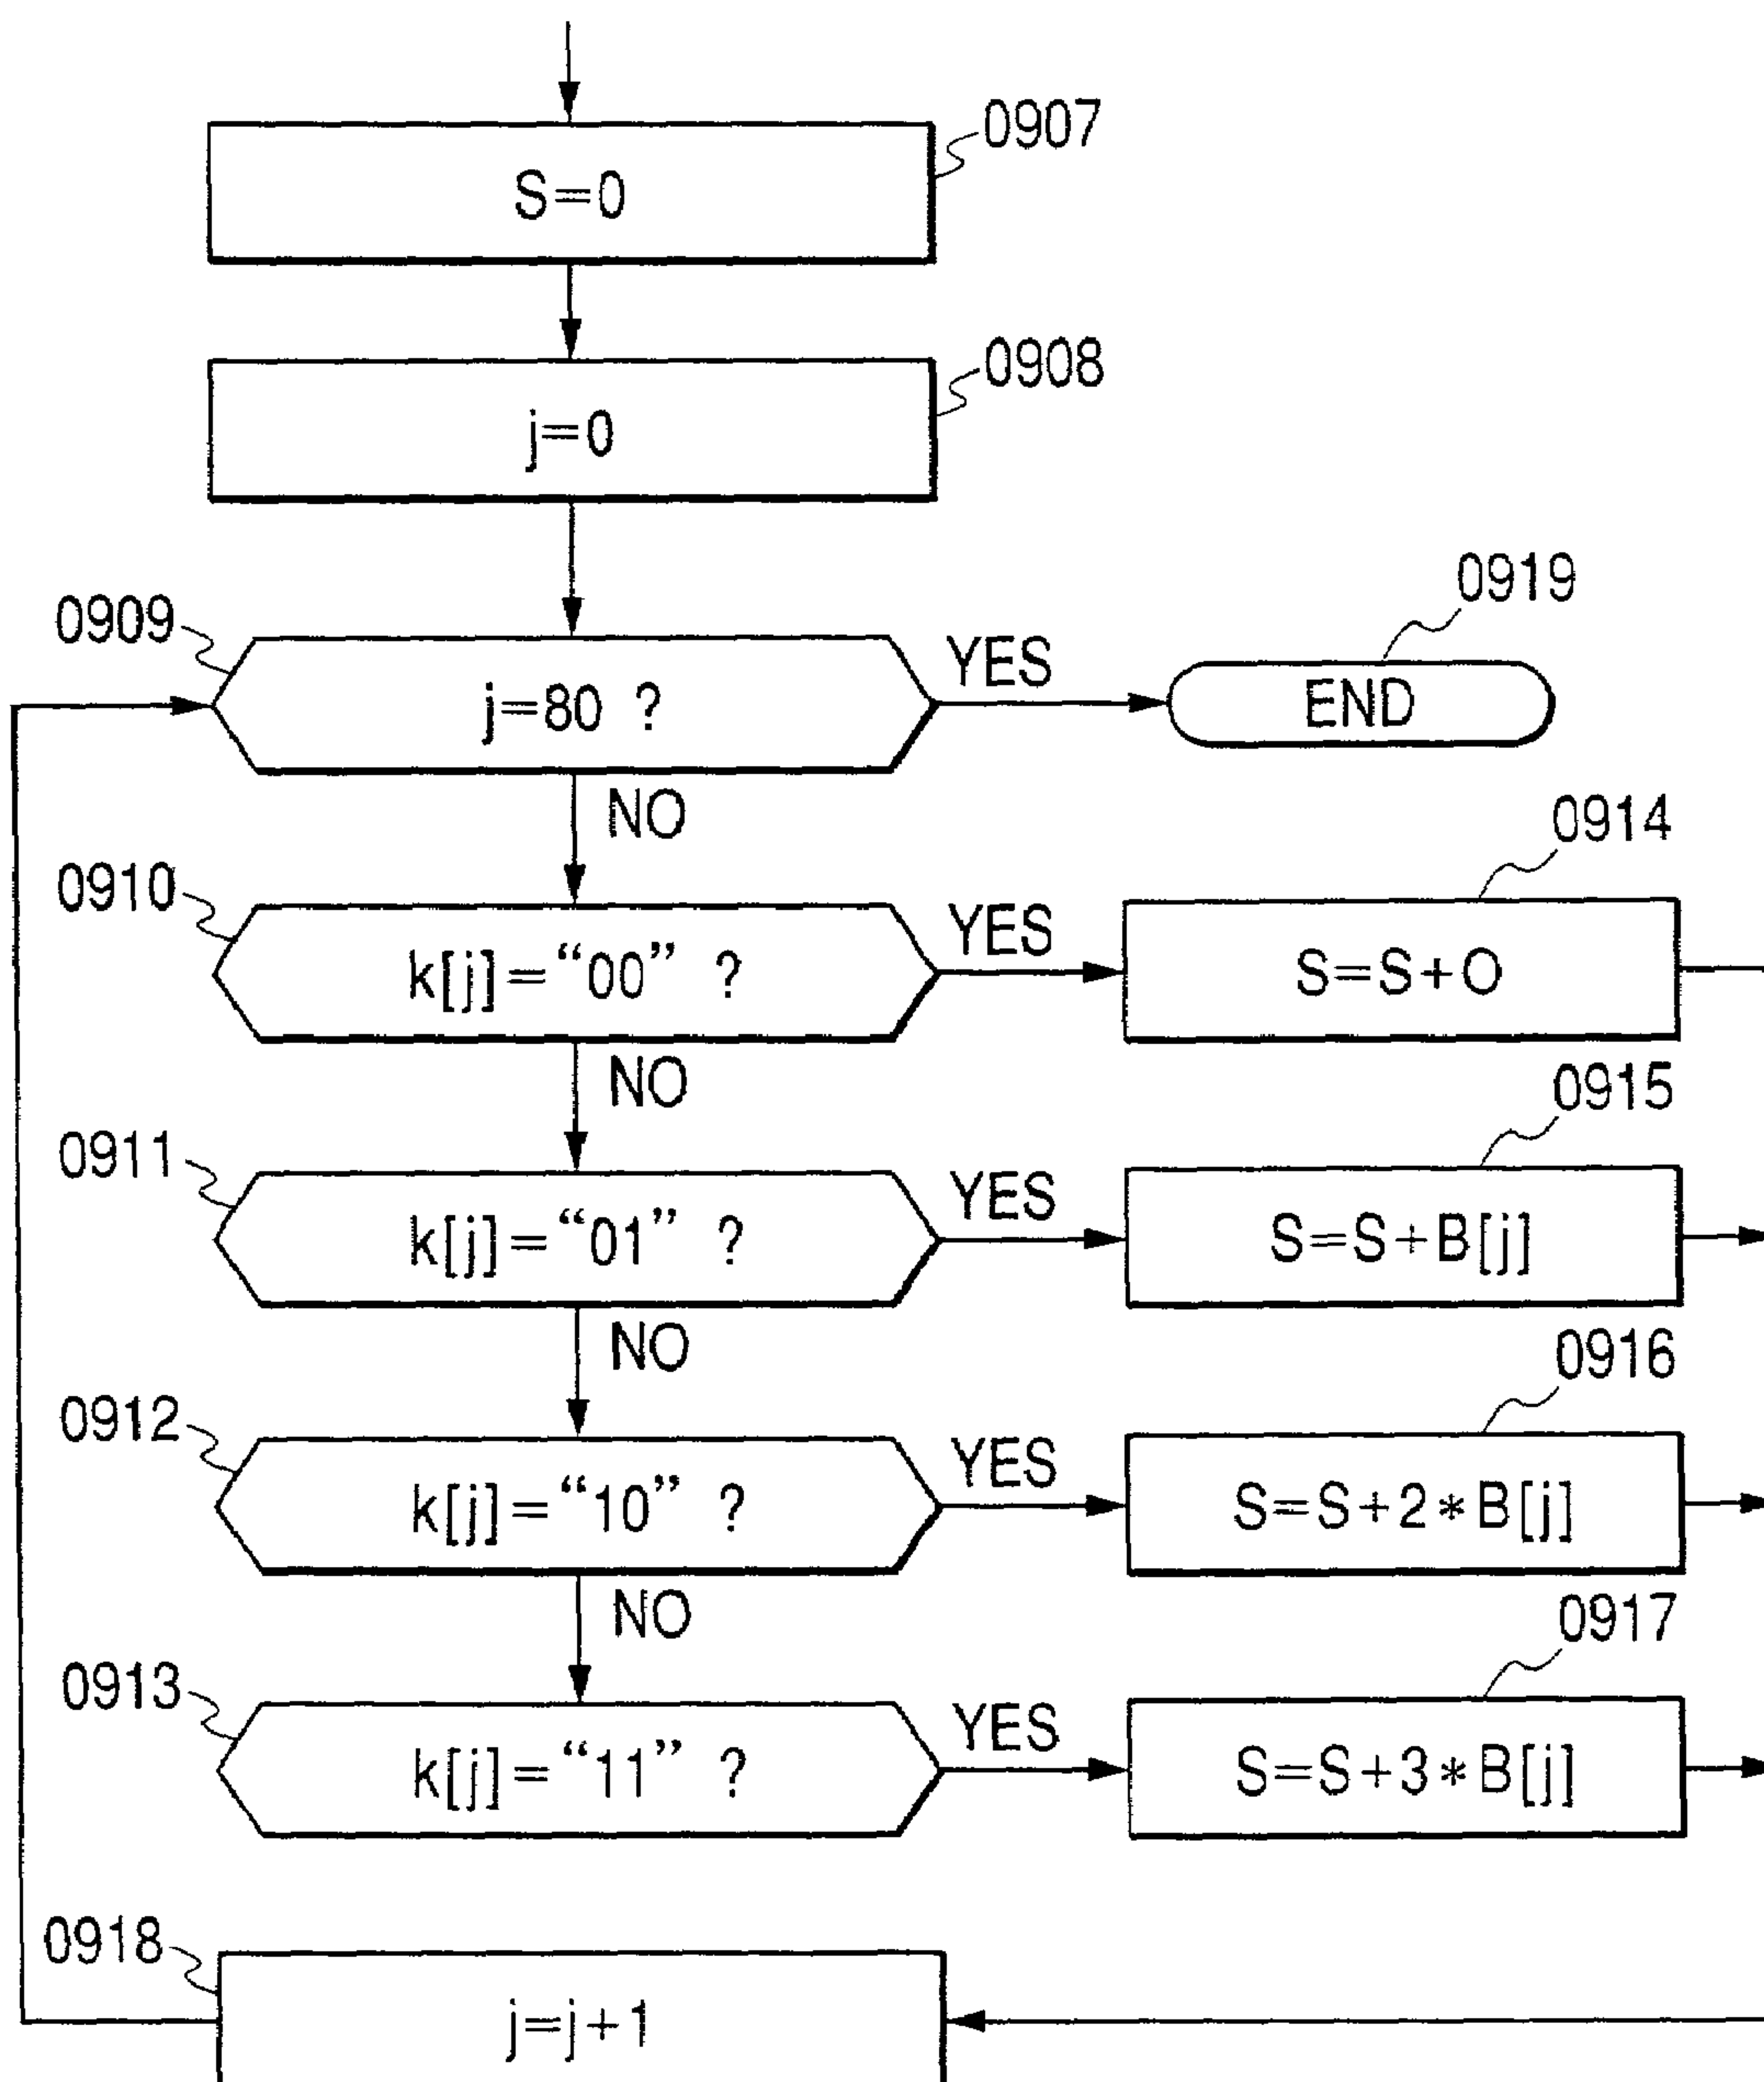 0907
S=0
0908
j=0
0919
0909
j=80 ?
YES
END
NO
0914
0910
k[j]=“00” ?
YES
S=S+O
NO
0915
0911
k[j]=“01” ?
YES
S=S+B[j]
NO
0916
0912
k[j]=“10” ?
YES
S=S+2*B[j]
NO
0917
0913
k[j]=“11” ?
YES
S=S+3*B[j]
0918
j=j+1